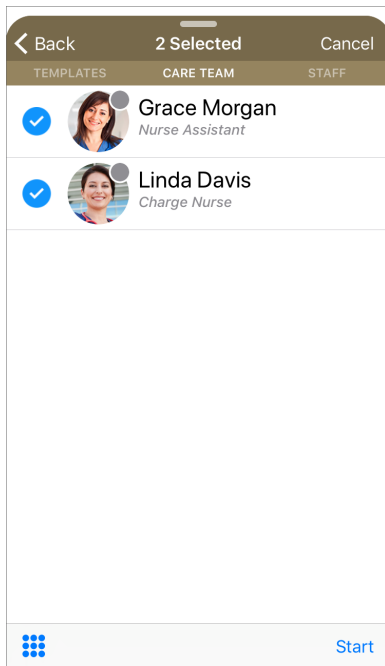 Back 2 Selected Cancel
TEMPLATES CARE TEAM STAFF
Grace Morgan
Nurse Assistant
Linda Davis
Charge Nurse
Start